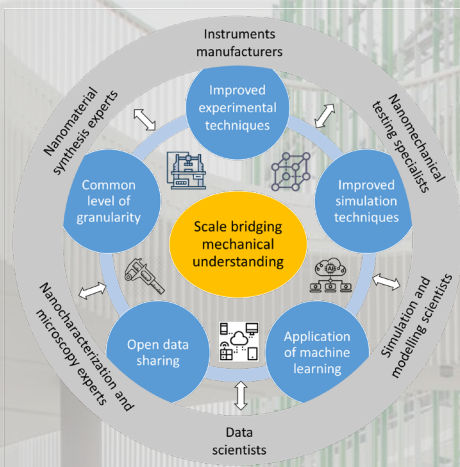 Instruments
manufacturers
Improved
experimental
techniques
Nanomaterial
synthesis experts
Nanomechanical
testing specialists
Common
level of
granularity
Improved
simulation
techniques
Scale bridging
mechanical
understanding
Open data
sharing
Application
of machine
learning
Nanocharacterization and
microscopy experts
Simulation and
modelling scientists
Data
scientists
AI